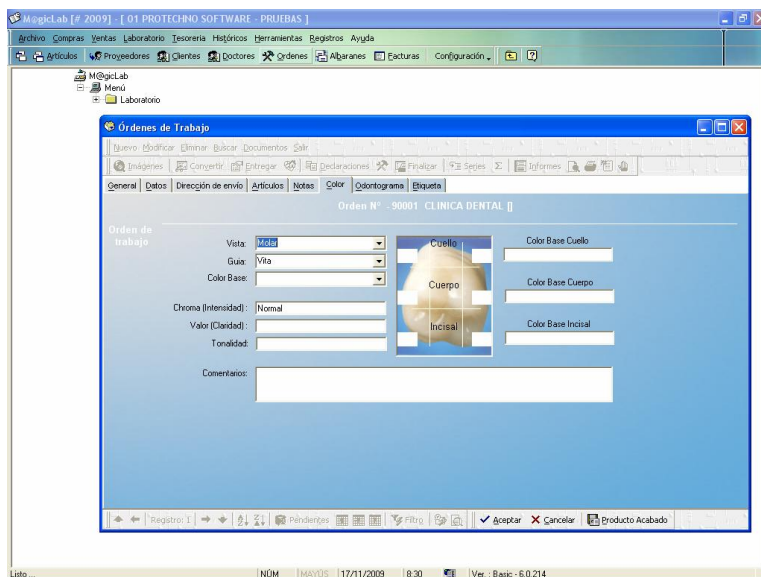 M@gicLab [# 2009] - [ 01 PROTECHNO SOFTWARE - PRUEBAS ]
Archivo Compras Ventas Laboratorio Tesoreria Históricos Herramientas Registros Ayuda
Artículos Proveedores Clientes Doctores Ordenes Albaranes Facturas Configuración
M@gicLab
Menú
Laboratorio
Órdenes de Trabajo
Nuevo Modificar Eliminar Buscar Documentos Salir
Imágenes Convertir Entregar Declaraciones Finalizar Series Σ Informes
General Datos Dirección de envío Artículos Notas Color Odontograma Etiqueta
Orden Nº - 90001 CLINICA DENTAL []
Orden de
trabajo
Vista: Molar
Guia: Vita
Color Base:
Chroma (Intensidad) : Normal
Valor (Claridad) :
Tonalidad:
Cuello
Cuerpo
Incisal
Color Base Cuello
Color Base Cuerpo
Color Base Incisal
Comentarios:
Registro: 1 Pendientes Filtro Aceptar Cancelar Producto Acabado
Listo ... NÚM MAYÚS 17/11/2009 8:30 Ver. : Basic - 6.0.214